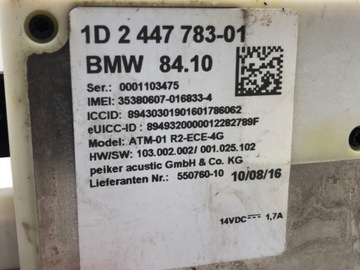 1D 2 447 783-01
BMW 84.10
Ser.: 0001103475
IMEI: 35380607-016833-4
ICCID: 89430301901601786062
eUICC-ID : 8949320000012282789F
Model: ATM-01 R2-ECE-4G
HW/SW: 103.002.002/ 001.025.102
peiker acustic GmbH & Co. KG
Lieferanten Nr.: 550760-10 10/08/16
14VDC⎓ 1,7A